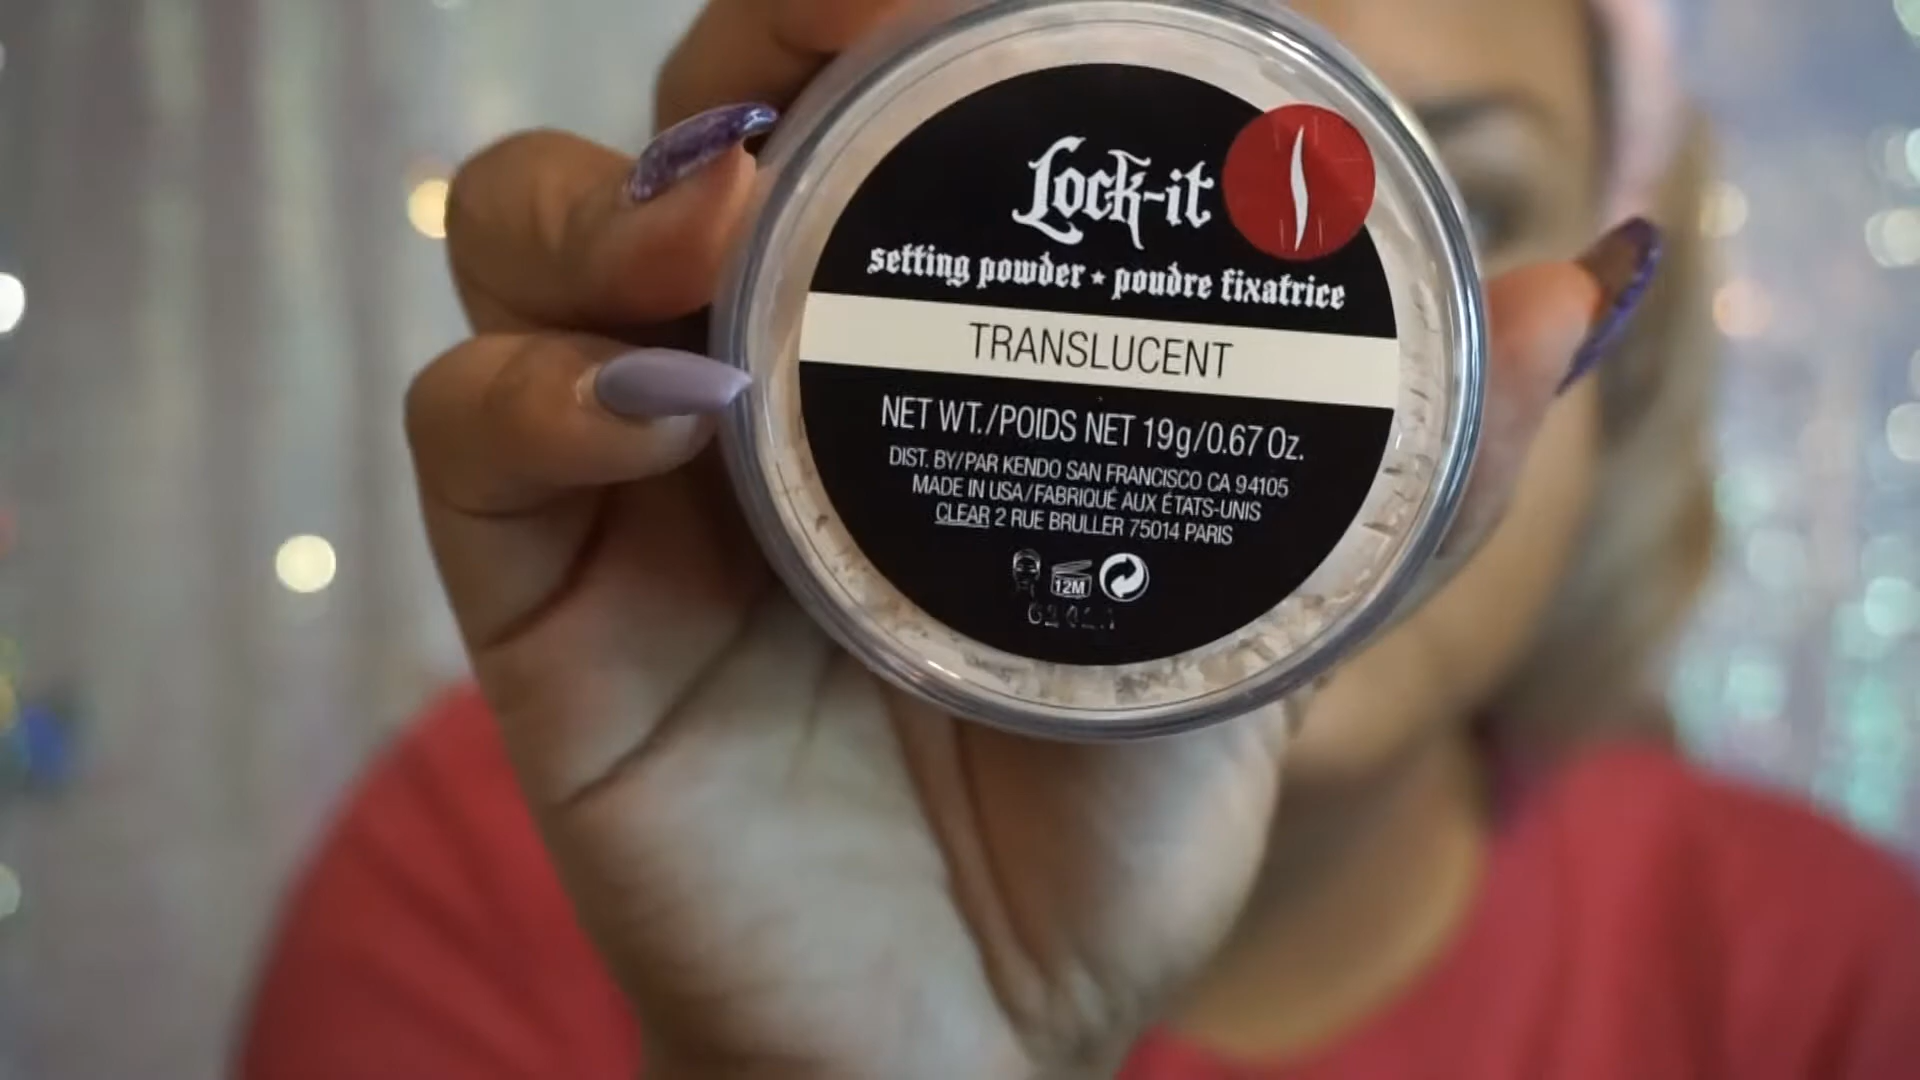 Lock-it
setting powder ★ poudre fixatrice
TRANSLUCENT
NET WT./POIDS NET 19g/0.67 Oz.
DIST. BY/PAR KENDO SAN FRANCISCO CA 94105
MADE IN USA/FABRIQUÉ AUX ÉTATS-UNIS
CLEAR 2 RUE BRULLER 75014 PARIS
12M